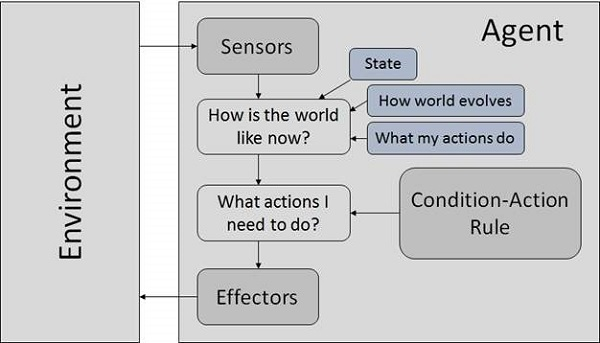 Environment
Agent
Sensors
State
How is the world
like now?
How world evolves
What my actions do
What actions I
need to do?
Condition-Action
Rule
Effectors